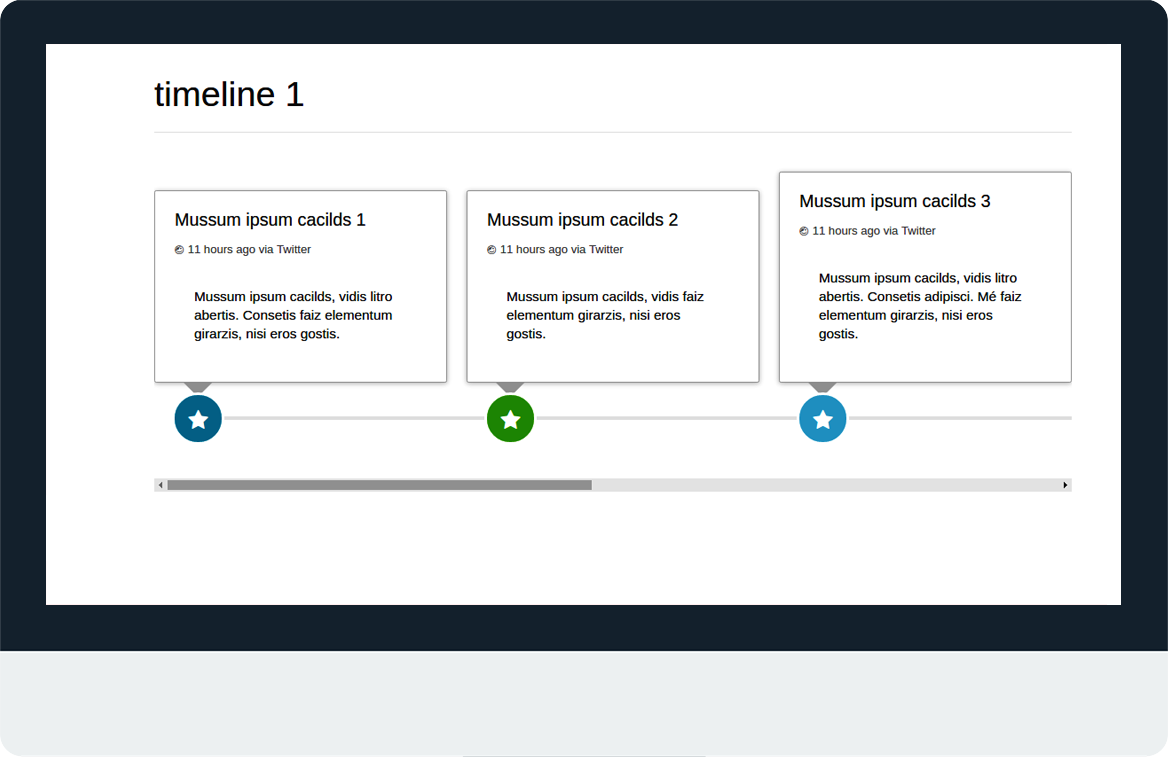 timeline 1
Mussum ipsum cacilds 1
11 hours ago via Twitter
Mussum ipsum cacilds, vidis litro
abertis. Consetis faiz elementum
girarzis, nisi eros gostis.
Mussum ipsum cacilds 2
11 hours ago via Twitter
Mussum ipsum cacilds, vidis faiz
elementum girarzis, nisi eros
gostis.
Mussum ipsum cacilds 3
11 hours ago via Twitter
Mussum ipsum cacilds, vidis litro
abertis. Consetis adipisci. Mé faiz
elementum girarzis, nisi eros
gostis.